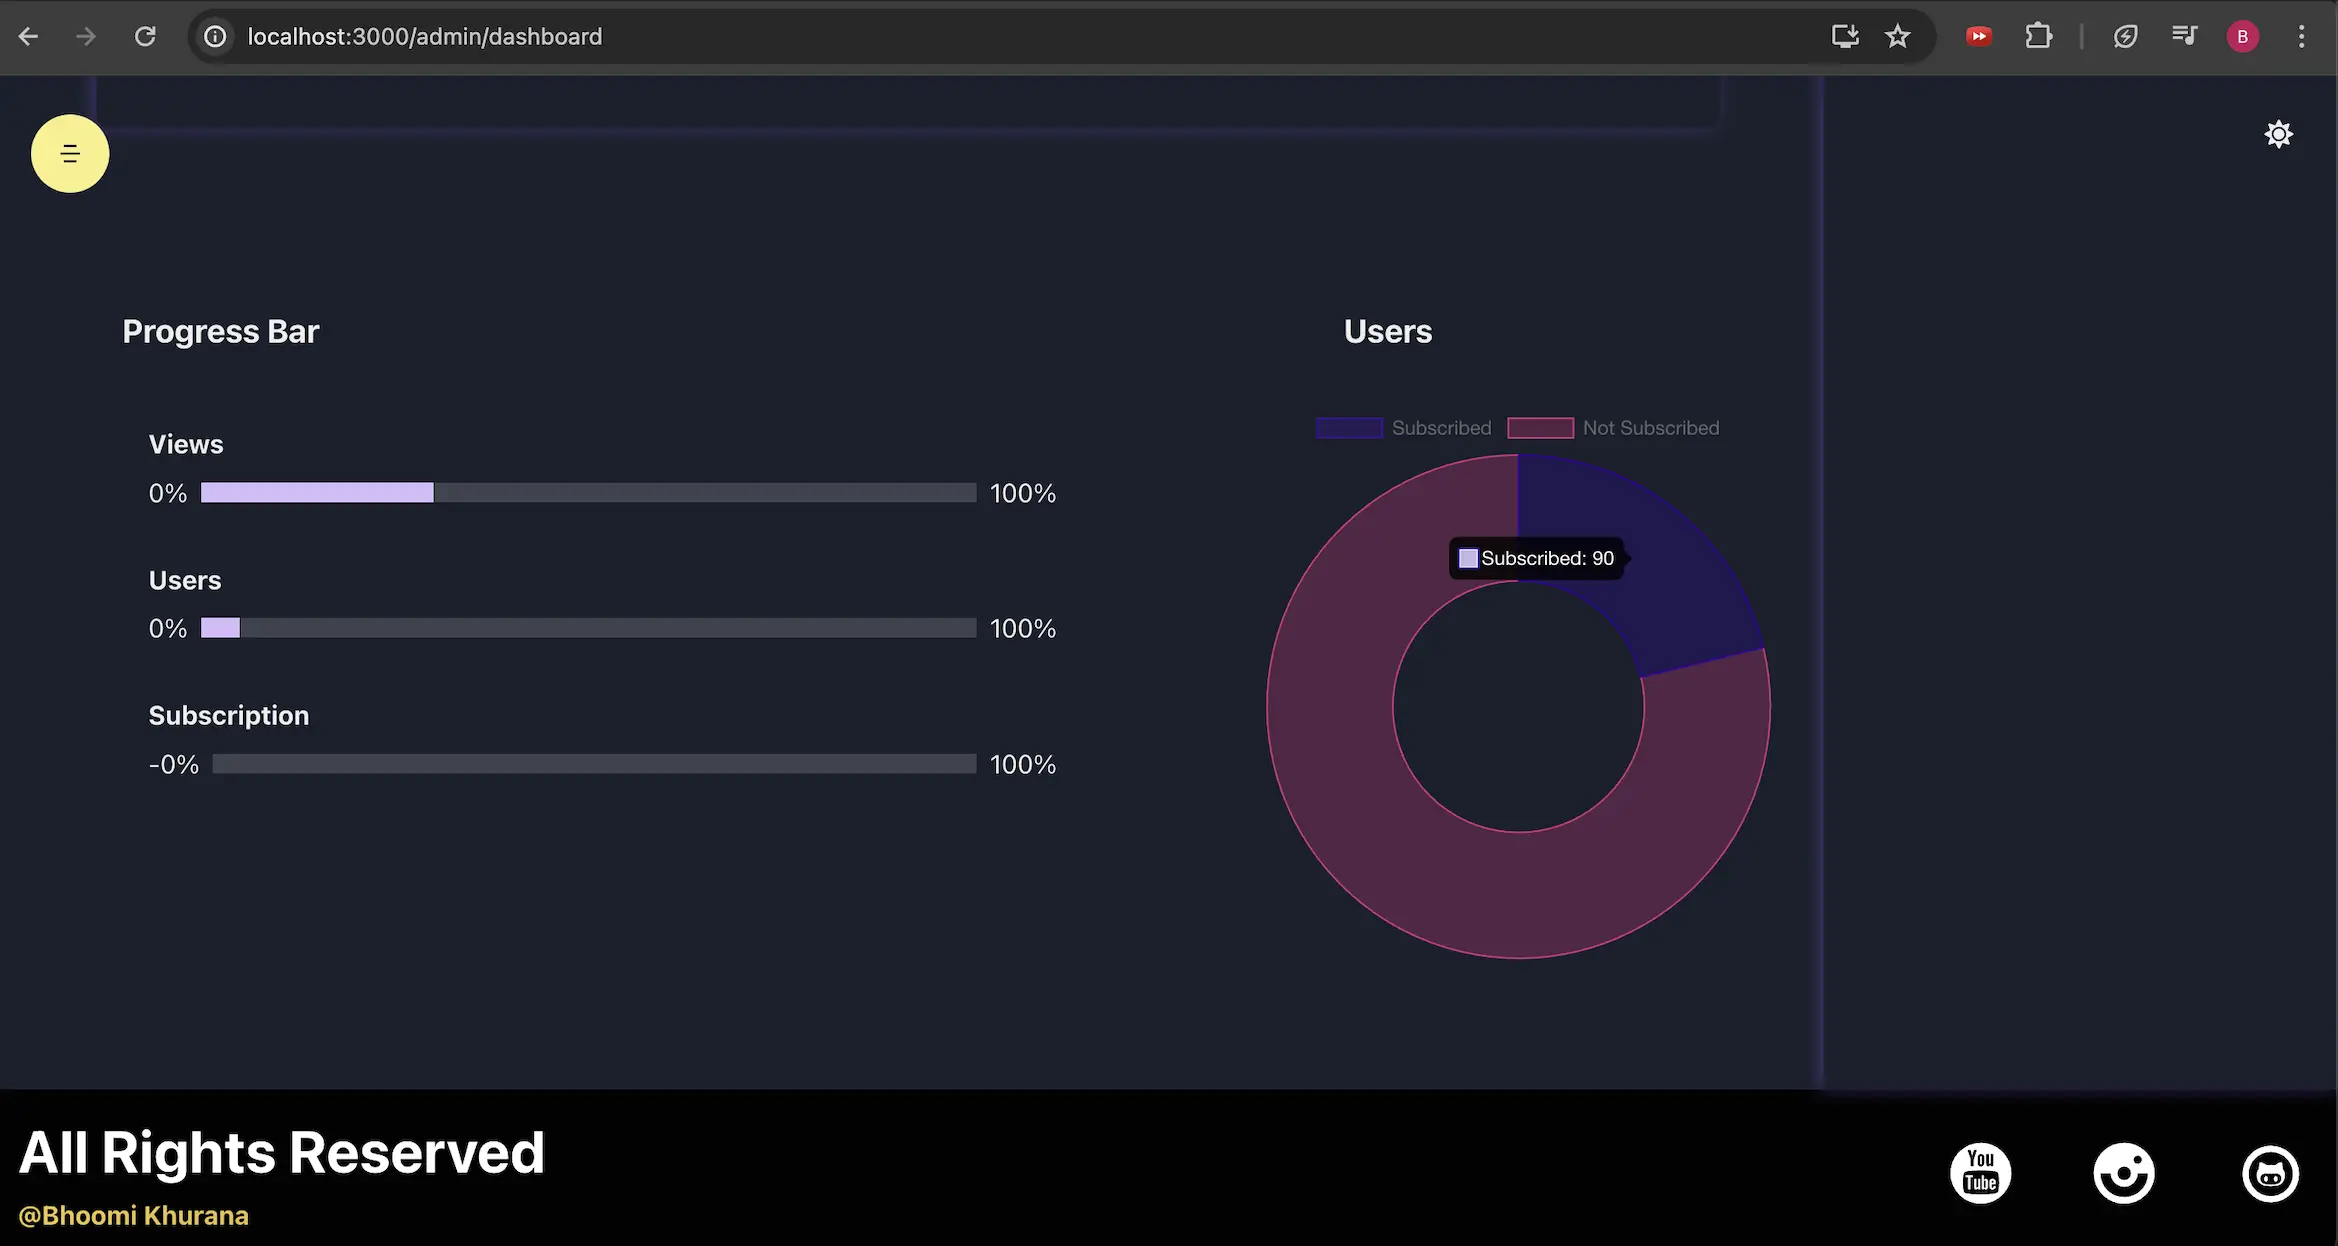 localhost:3000/admin/dashboard
B
Progress Bar
Views
0% 100%
Users
0% 100%
Subscription
-0% 100%
Users
Subscribed Not Subscribed
Subscribed: 90
All Rights Reserved
@Bhoomi Khurana
You
Tube